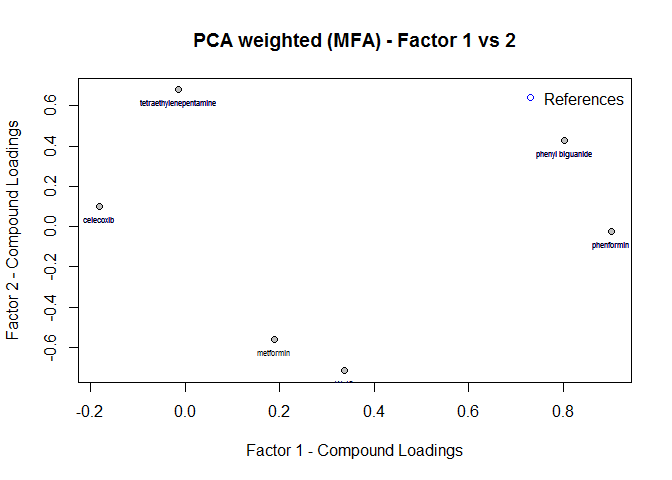 PCA weighted (MFA) - Factor 1 vs 2
References
tetraethylenepentamine
phenyl biguanide
celecoxib
phenformin
metformin
Factor 2 - Compound Loadings
0.6
0.4
0.2
0.0
-0.2
-0.4
-0.6
-0.2
0.0
0.2
0.4
0.6
0.8
Factor 1 - Compound Loadings